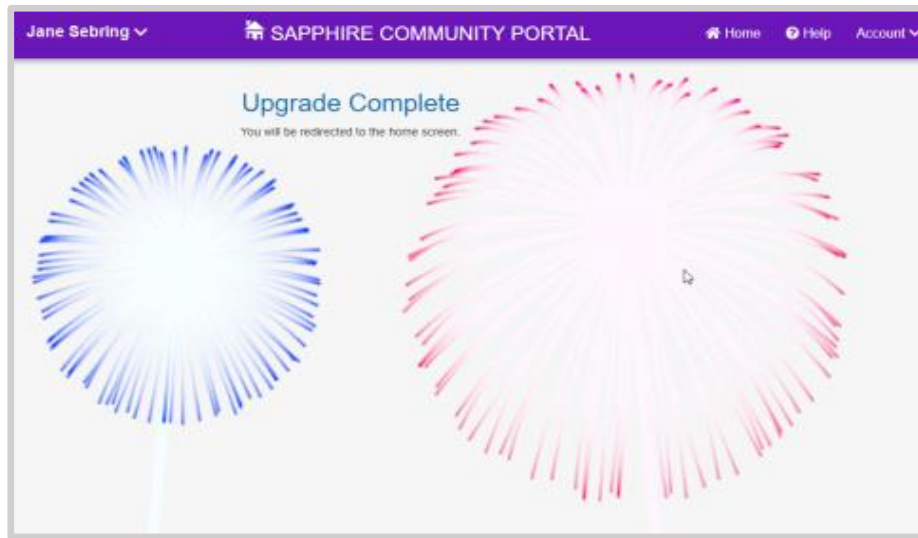 Jane Sebring
SAPPHIRE COMMUNITY PORTAL
Home
Help
Account
Upgrade Complete
You will be redirected to the home screen.